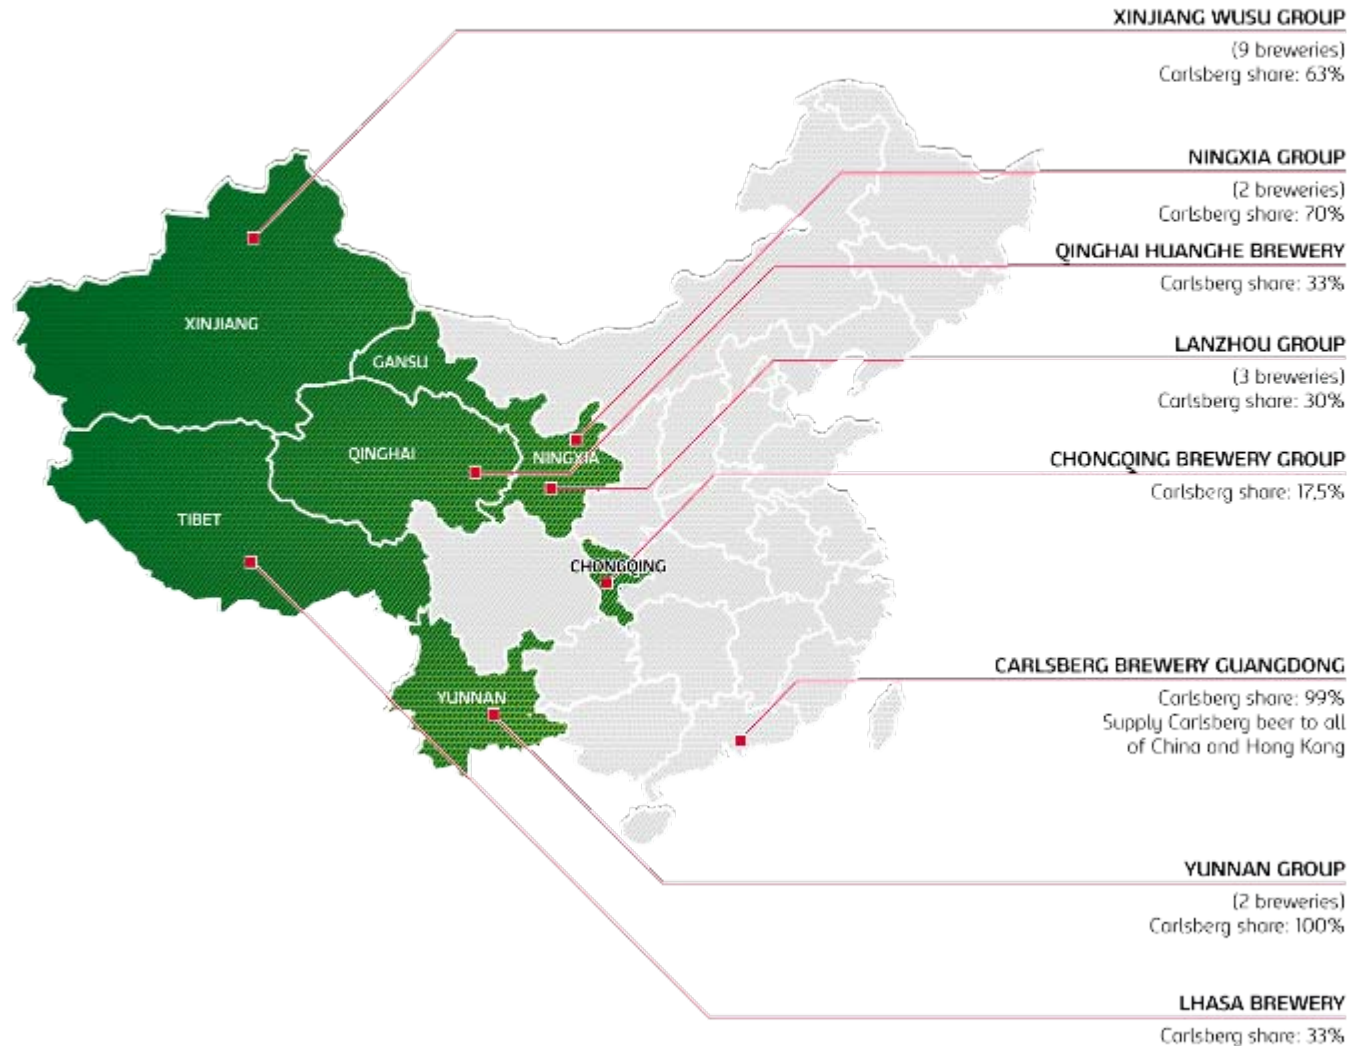 XINJIANG WUSU GROUP
(9 breweries)
Carlsberg share: 63%
NINGXIA GROUP
(2 breweries)
Carlsberg share: 70%
QINGHAI HUANGHE BREWERY
Carlsberg share: 33%
LANZHOU GROUP
(3 breweries)
Carlsberg share: 30%
CHONGQING BREWERY GROUP
Carlsberg share: 17,5%
CARLSBERG BREWERY GUANGDONG
Carlsberg share: 99%
Supply Carlsberg beer to all
of China and Hong Kong
YUNNAN GROUP
(2 breweries)
Carlsberg share: 100%
LHASA BREWERY
Carlsberg share: 33%
XINJIANG
GANSU
QINGHAI
NINGXIA
TIBET
CHONGQING
YUNNAN